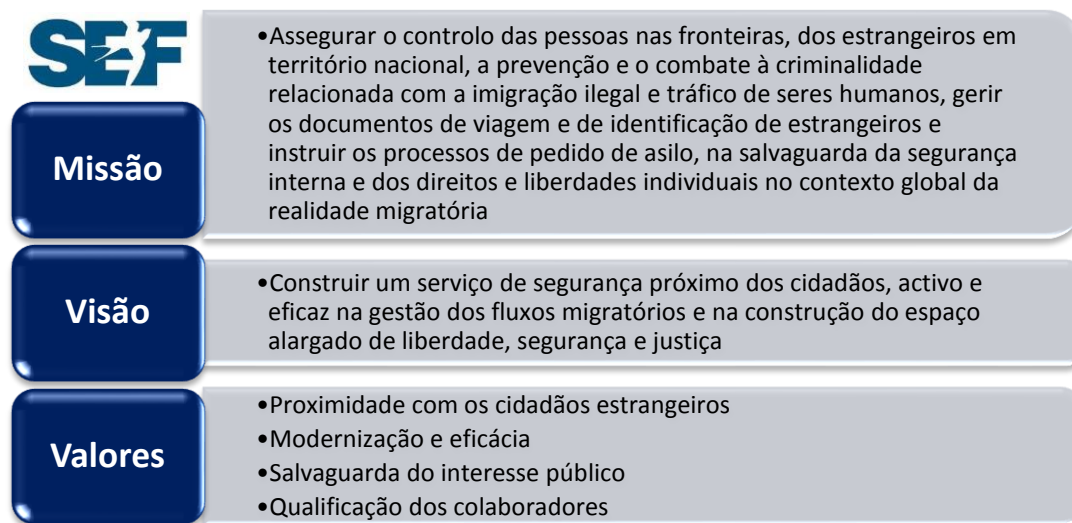 SEF
•Assegurar o controlo das pessoas nas fronteiras, dos estrangeiros em
território nacional, a prevenção e o combate à criminalidade
relacionada com a imigração ilegal e tráfico de seres humanos, gerir
os documentos de viagem e de identificação de estrangeiros e
instruir os processos de pedido de asilo, na salvaguarda da segurança
interna e dos direitos e liberdades individuais no contexto global da
realidade migratória
Missão
•Construir um serviço de segurança próximo dos cidadãos, activo e
eficaz na gestão dos fluxos migratórios e na construção do espaço
alargado de liberdade, segurança e justiça
Visão
•Proximidade com os cidadãos estrangeiros
•Modernização e eficácia
•Salvaguarda do interesse público
•Qualificação dos colaboradores
Valores